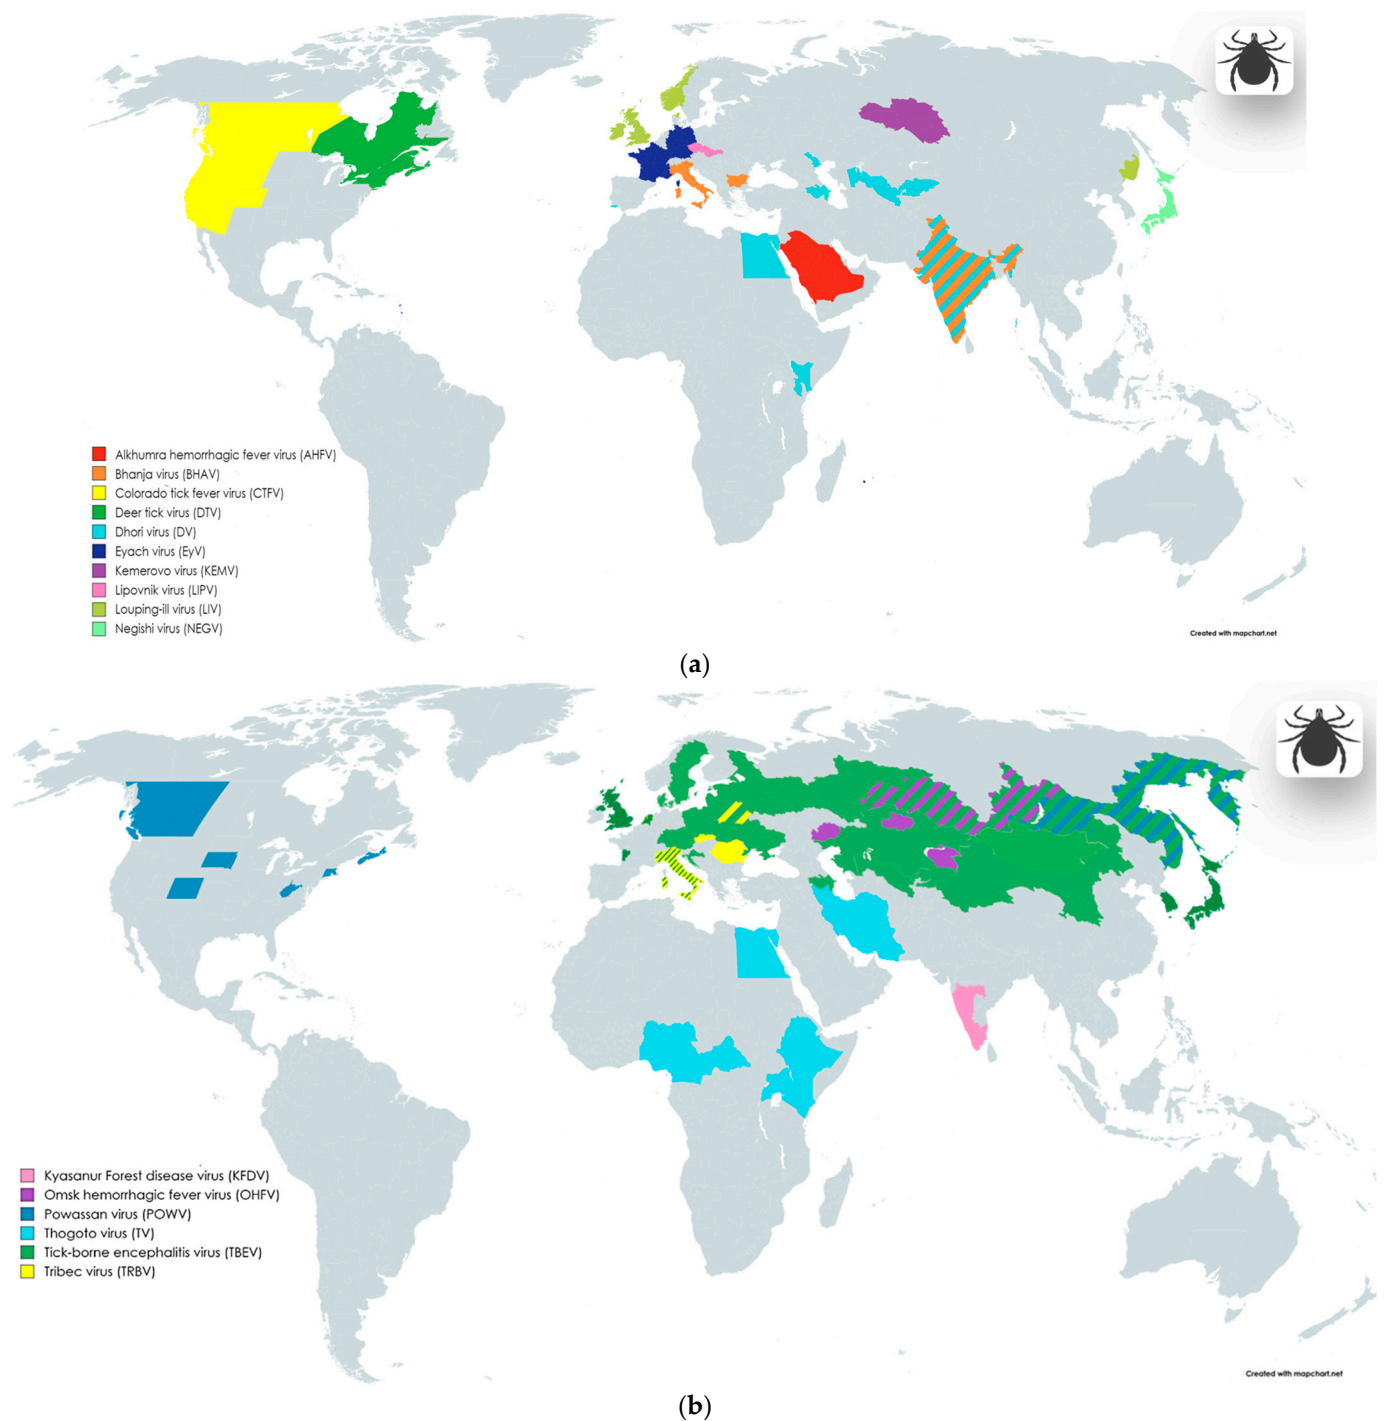 Alkhumra hemorrhagic fever virus (AHFV)
Bhanja virus (BHAV)
Colorado tick fever virus (CTFV)
Deer tick virus (DTV)
Dhori virus (DV)
Eyach virus (EyV)
Kemerovo virus (KEMV)
Lipovnik virus (LIPV)
Louping-ill virus (LIV)
Negishi virus (NEGV)
Created with mapchart.net
(a)
Kyasanur Forest disease virus (KFDV)
Omsk hemorrhagic fever virus (OHFV)
Powassan virus (POWV)
Thogoto virus (TV)
Tick-borne encephalitis virus (TBEV)
Tribec virus (TRBV)
Created with mapchart.net
(b)